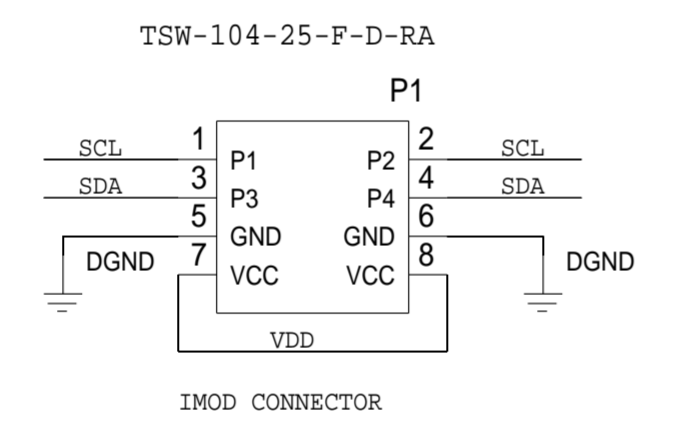 TSW-104-25-F-D-RA
P1
1 2
SCL P1 P2 SCL
3 4
SDA P3 P4 SDA
5 6
GND GND
DGND 7 8 DGND
VCC VCC
VDD
IMOD CONNECTOR